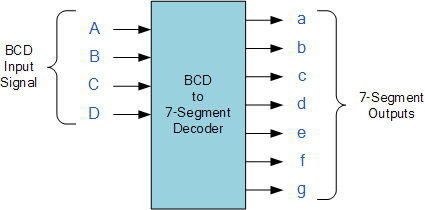 BCD
Input
Signal
A
B
C
D
BCD
to
7-Segment
Decoder
a
b
c
d
e
f
g
7-Segment
Outputs